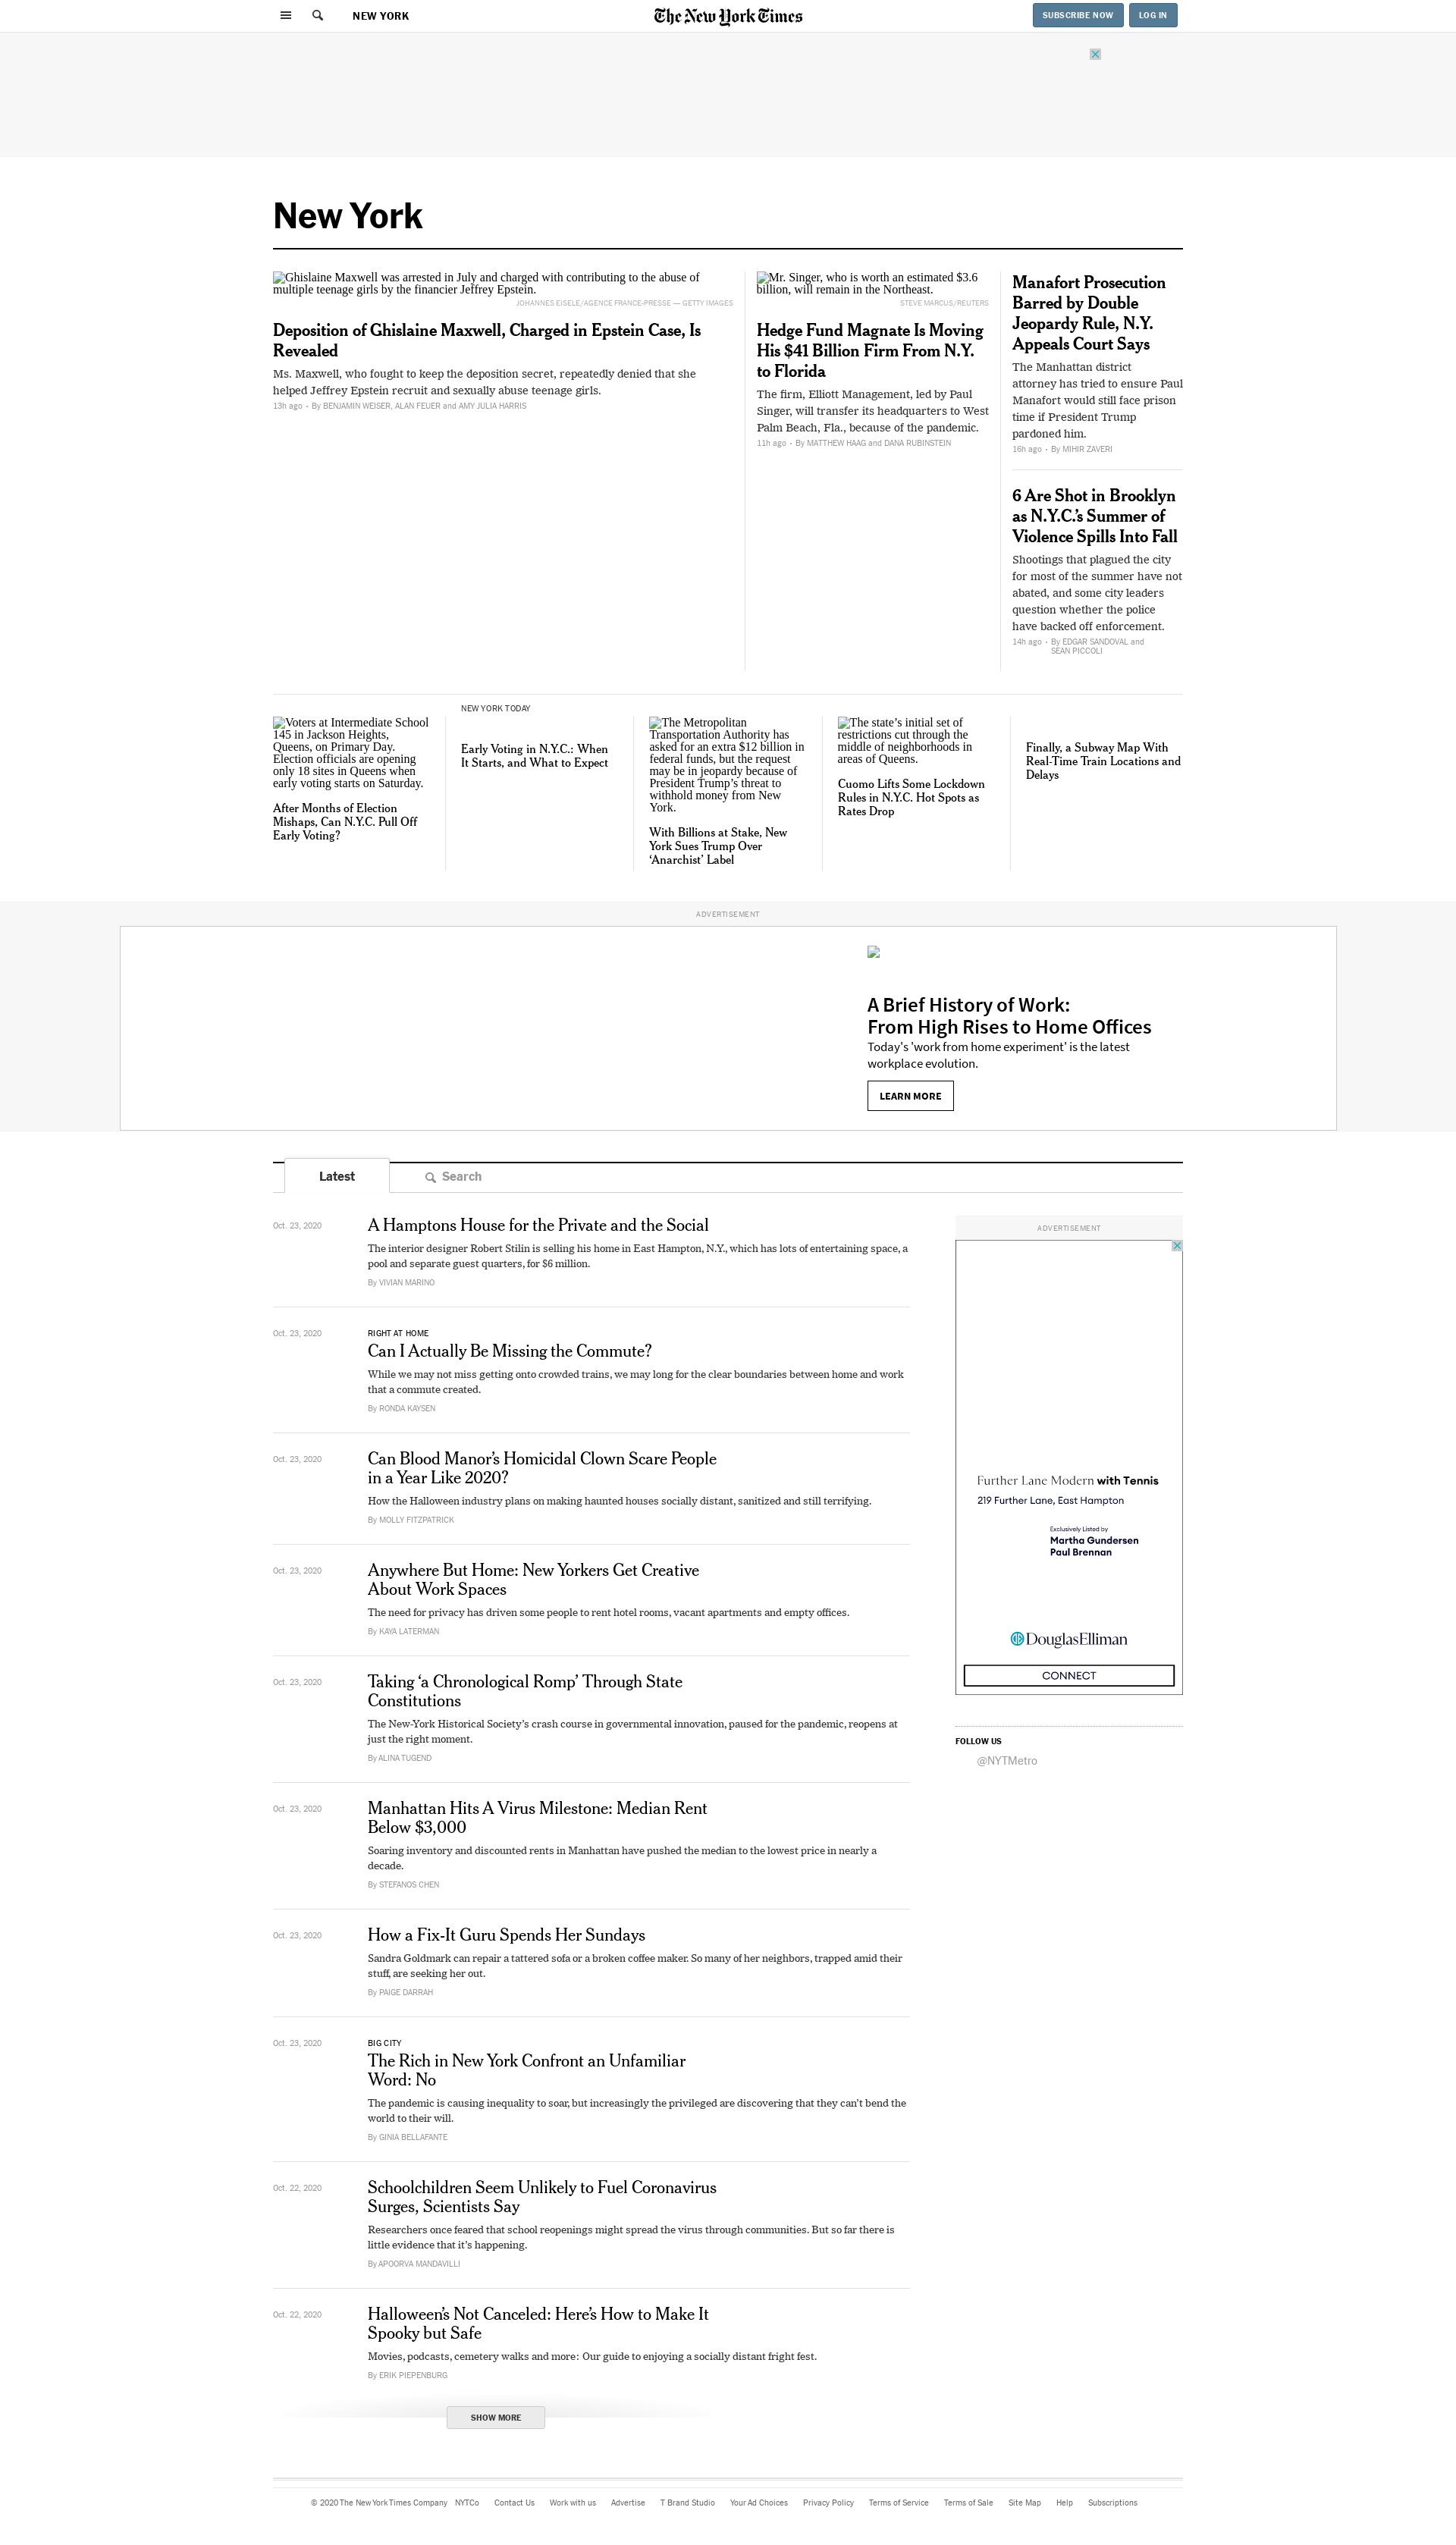 NEW YORK
The New York Times
SUBSCRIBE NOW
LOG IN
New York
Ghislaine Maxwell was arrested in July and charged with contributing to the abuse of
multiple teenage girls by the financier Jeffrey Epstein.
JOHANNES EISELE/AGENCE FRANCE-PRESSE — GETTY IMAGES
Deposition of Ghislaine Maxwell, Charged in Epstein Case, Is
Revealed
Ms. Maxwell, who fought to keep the deposition secret, repeatedly denied that she
helped Jeffrey Epstein recruit and sexually abuse teenage girls.
13h ago • By BENJAMIN WEISER, ALAN FEUER and AMY JULIA HARRIS
Mr. Singer, who is worth an estimated $3.6
billion, will remain in the Northeast.
STEVE MARCUS/REUTERS
Hedge Fund Magnate Is Moving
His $41 Billion Firm From N.Y.
to Florida
The firm, Elliott Management, led by Paul
Singer, will transfer its headquarters to West
Palm Beach, Fla., because of the pandemic.
11h ago • By MATTHEW HAAG and DANA RUBINSTEIN
Manafort Prosecution
Barred by Double
Jeopardy Rule, N.Y.
Appeals Court Says
The Manhattan district
attorney has tried to ensure Paul
Manafort would still face prison
time if President Trump
pardoned him.
16h ago • By MIHIR ZAVERI
6 Are Shot in Brooklyn
as N.Y.C.’s Summer of
Violence Spills Into Fall
Shootings that plagued the city
for most of the summer have not
abated, and some city leaders
question whether the police
have backed off enforcement.
14h ago • By EDGAR SANDOVAL and
SEAN PICCOLI
Voters at Intermediate School
145 in Jackson Heights,
Queens, on Primary Day.
Election officials are opening
only 18 sites in Queens when
early voting starts on Saturday.
After Months of Election
Mishaps, Can N.Y.C. Pull Off
Early Voting?
NEW YORK TODAY
Early Voting in N.Y.C.: When
It Starts, and What to Expect
The Metropolitan
Transportation Authority has
asked for an extra $12 billion in
federal funds, but the request
may be in jeopardy because of
President Trump’s threat to
withhold money from New
York.
With Billions at Stake, New
York Sues Trump Over
‘Anarchist’ Label
The state’s initial set of
restrictions cut through the
middle of neighborhoods in
areas of Queens.
Cuomo Lifts Some Lockdown
Rules in N.Y.C. Hot Spots as
Rates Drop
Finally, a Subway Map With
Real-Time Train Locations and
Delays
ADVERTISEMENT
A Brief History of Work:
From High Rises to Home Offices
Today's 'work from home experiment' is the latest
workplace evolution.
LEARN MORE
Latest
Search
Oct. 23, 2020
A Hamptons House for the Private and the Social
The interior designer Robert Stilin is selling his home in East Hampton, N.Y., which has lots of entertaining space, a
pool and separate guest quarters, for $6 million.
By VIVIAN MARINO
Oct. 23, 2020
RIGHT AT HOME
Can I Actually Be Missing the Commute?
While we may not miss getting onto crowded trains, we may long for the clear boundaries between home and work
that a commute created.
By RONDA KAYSEN
Oct. 23, 2020
Can Blood Manor’s Homicidal Clown Scare People
in a Year Like 2020?
How the Halloween industry plans on making haunted houses socially distant, sanitized and still terrifying.
By MOLLY FITZPATRICK
Oct. 23, 2020
Anywhere But Home: New Yorkers Get Creative
About Work Spaces
The need for privacy has driven some people to rent hotel rooms, vacant apartments and empty offices.
By KAYA LATERMAN
Oct. 23, 2020
Taking ‘a Chronological Romp’ Through State
Constitutions
The New-York Historical Society’s crash course in governmental innovation, paused for the pandemic, reopens at
just the right moment.
By ALINA TUGEND
Oct. 23, 2020
Manhattan Hits A Virus Milestone: Median Rent
Below $3,000
Soaring inventory and discounted rents in Manhattan have pushed the median to the lowest price in nearly a
decade.
By STEFANOS CHEN
Oct. 23, 2020
How a Fix-It Guru Spends Her Sundays
Sandra Goldmark can repair a tattered sofa or a broken coffee maker. So many of her neighbors, trapped amid their
stuff, are seeking her out.
By PAIGE DARRAH
Oct. 23, 2020
BIG CITY
The Rich in New York Confront an Unfamiliar
Word: No
The pandemic is causing inequality to soar, but increasingly the privileged are discovering that they can’t bend the
world to their will.
By GINIA BELLAFANTE
Oct. 22, 2020
Schoolchildren Seem Unlikely to Fuel Coronavirus
Surges, Scientists Say
Researchers once feared that school reopenings might spread the virus through communities. But so far there is
little evidence that it’s happening.
By APOORVA MANDAVILLI
Oct. 22, 2020
Halloween’s Not Canceled: Here’s How to Make It
Spooky but Safe
Movies, podcasts, cemetery walks and more: Our guide to enjoying a socially distant fright fest.
By ERIK PIEPENBURG
SHOW MORE
ADVERTISEMENT
Further Lane Modern with Tennis
219 Further Lane, East Hampton
Exclusively Listed by
Martha Gundersen
Paul Brennan
DouglasElliman
CONNECT
FOLLOW US
@NYTMetro
© 2020 The New York Times Company NYTCo Contact Us Work with us Advertise T Brand Studio Your Ad Choices Privacy Policy Terms of Service Terms of Sale Site Map Help Subscriptions